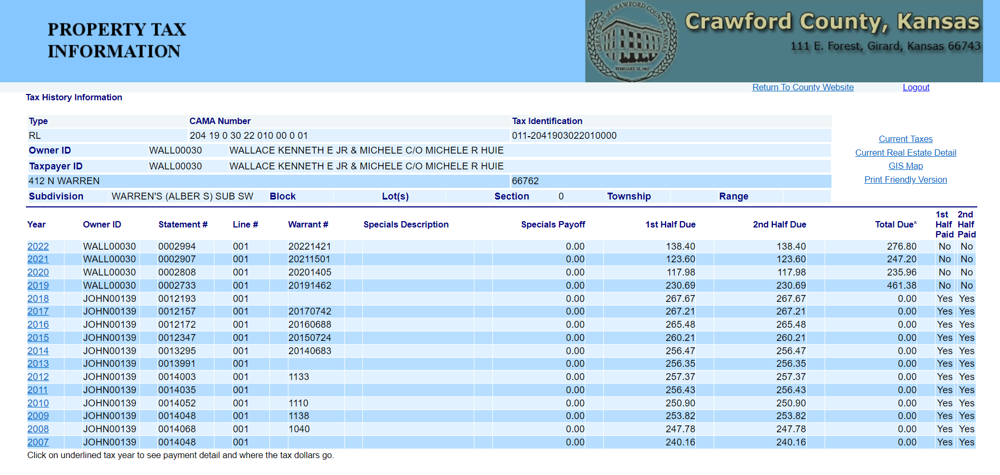 PROPERTY TAX
INFORMATION
GREAT SEAL of CRAWFORD COUNTY, KANSAS
FEBRUARY 13, 1867
Crawford County, Kansas
111 E. Forest, Girard, Kansas 66743
Return To County Website Logout
Tax History Information
Type CAMA Number Tax Identification
RL 204 19 0 30 22 010 00 0 01 011-2041903022010000
Owner ID WALL00030 WALLACE KENNETH E JR & MICHELE C/O MICHELE R HUIE
Taxpayer ID WALL00030 WALLACE KENNETH E JR & MICHELE C/O MICHELE R HUIE
412 N WARREN 66762
Subdivision WARREN'S (ALBER S) SUB SW Block Lot(s) Section 0 Township Range
Current Taxes
Current Real Estate Detail
GIS Map
Print Friendly Version
Year Owner ID Statement # Line # Warrant # Specials Description Specials Payoff 1st Half Due 2nd Half Due Total Due* 1st Half Paid 2nd Half Paid
2022 WALL00030 0002994 001 20221421 0.00 138.40 138.40 276.80 No No
2021 WALL00030 0002907 001 20211501 0.00 123.60 123.60 247.20 No No
2020 WALL00030 0002808 001 20201405 0.00 117.98 117.98 235.96 No No
2019 WALL00030 0002733 001 20191462 0.00 230.69 230.69 461.38 No No
2018 JOHN00139 0012193 001 0.00 267.67 267.67 0.00 Yes Yes
2017 JOHN00139 0012157 001 20170742 0.00 267.21 267.21 0.00 Yes Yes
2016 JOHN00139 0012172 001 20160688 0.00 265.48 265.48 0.00 Yes Yes
2015 JOHN00139 0012347 001 20150724 0.00 260.21 260.21 0.00 Yes Yes
2014 JOHN00139 0013295 001 20140683 0.00 256.47 256.47 0.00 Yes Yes
2013 JOHN00139 0013991 001 0.00 256.35 256.35 0.00 Yes Yes
2012 JOHN00139 0014003 001 1133 0.00 257.37 257.37 0.00 Yes Yes
2011 JOHN00139 0014035 001 0.00 256.43 256.43 0.00 Yes Yes
2010 JOHN00139 0014052 001 1110 0.00 250.90 250.90 0.00 Yes Yes
2009 JOHN00139 0014048 001 1138 0.00 253.82 253.82 0.00 Yes Yes
2008 JOHN00139 0014068 001 1040 0.00 247.78 247.78 0.00 Yes Yes
2007 JOHN00139 0014048 001 0.00 240.16 240.16 0.00 Yes Yes
Click on underlined tax year to see payment detail and where the tax dollars go.